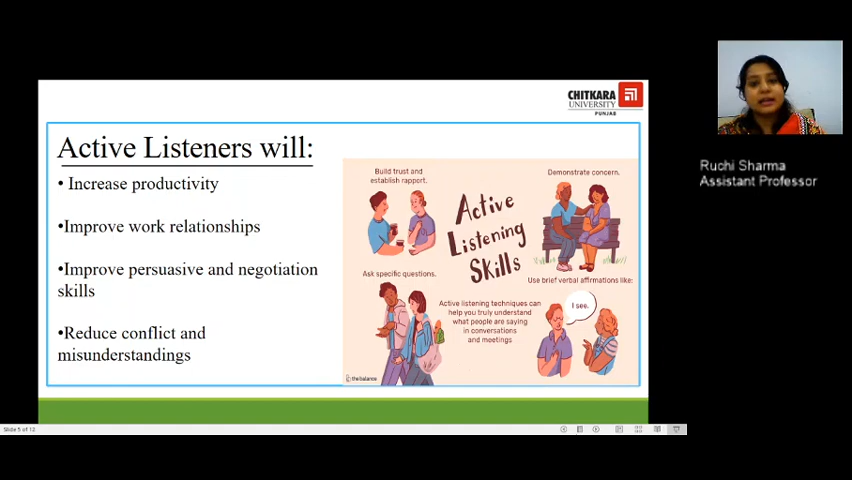 CHITKARA
UNIVERSITY
PUNJAB
Active Listeners will:
• Increase productivity
•Improve work relationships
•Improve persuasive and negotiation
skills
•Reduce conflict and
misunderstandings
Build trust and
establish rapport.
Demonstrate concern.
Active
Listening
Skills
Ask specific questions.
Use brief verbal affirmations like:
I see.
Active listening techniques can
help you truly understand
what people are saying
in conversations
and meetings
the balance
Ruchi Sharma
Assistant Professor
Slide 5 of 12